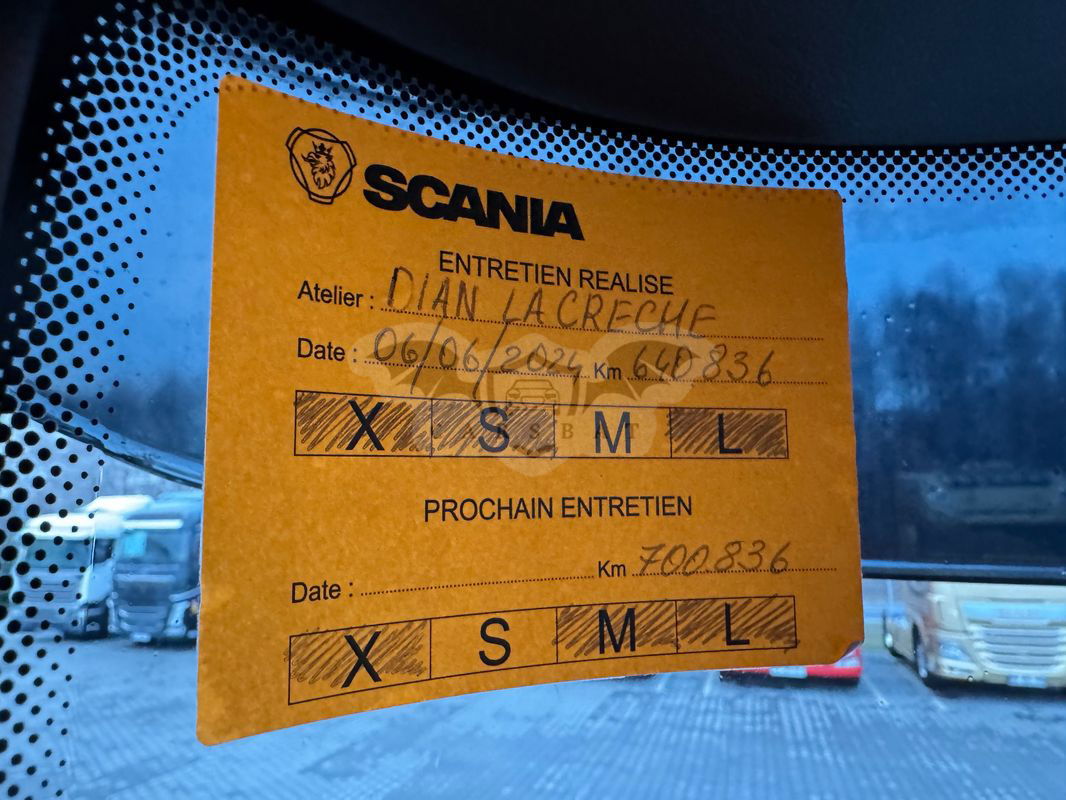 SCANIA
ENTRETIEN REALISE
Atelier : DIAN LA CRECHE
Date : 06/06/2024 Km 640836
X S M L
PROCHAIN ENTRETIEN
Date : Km 700836
X S M L